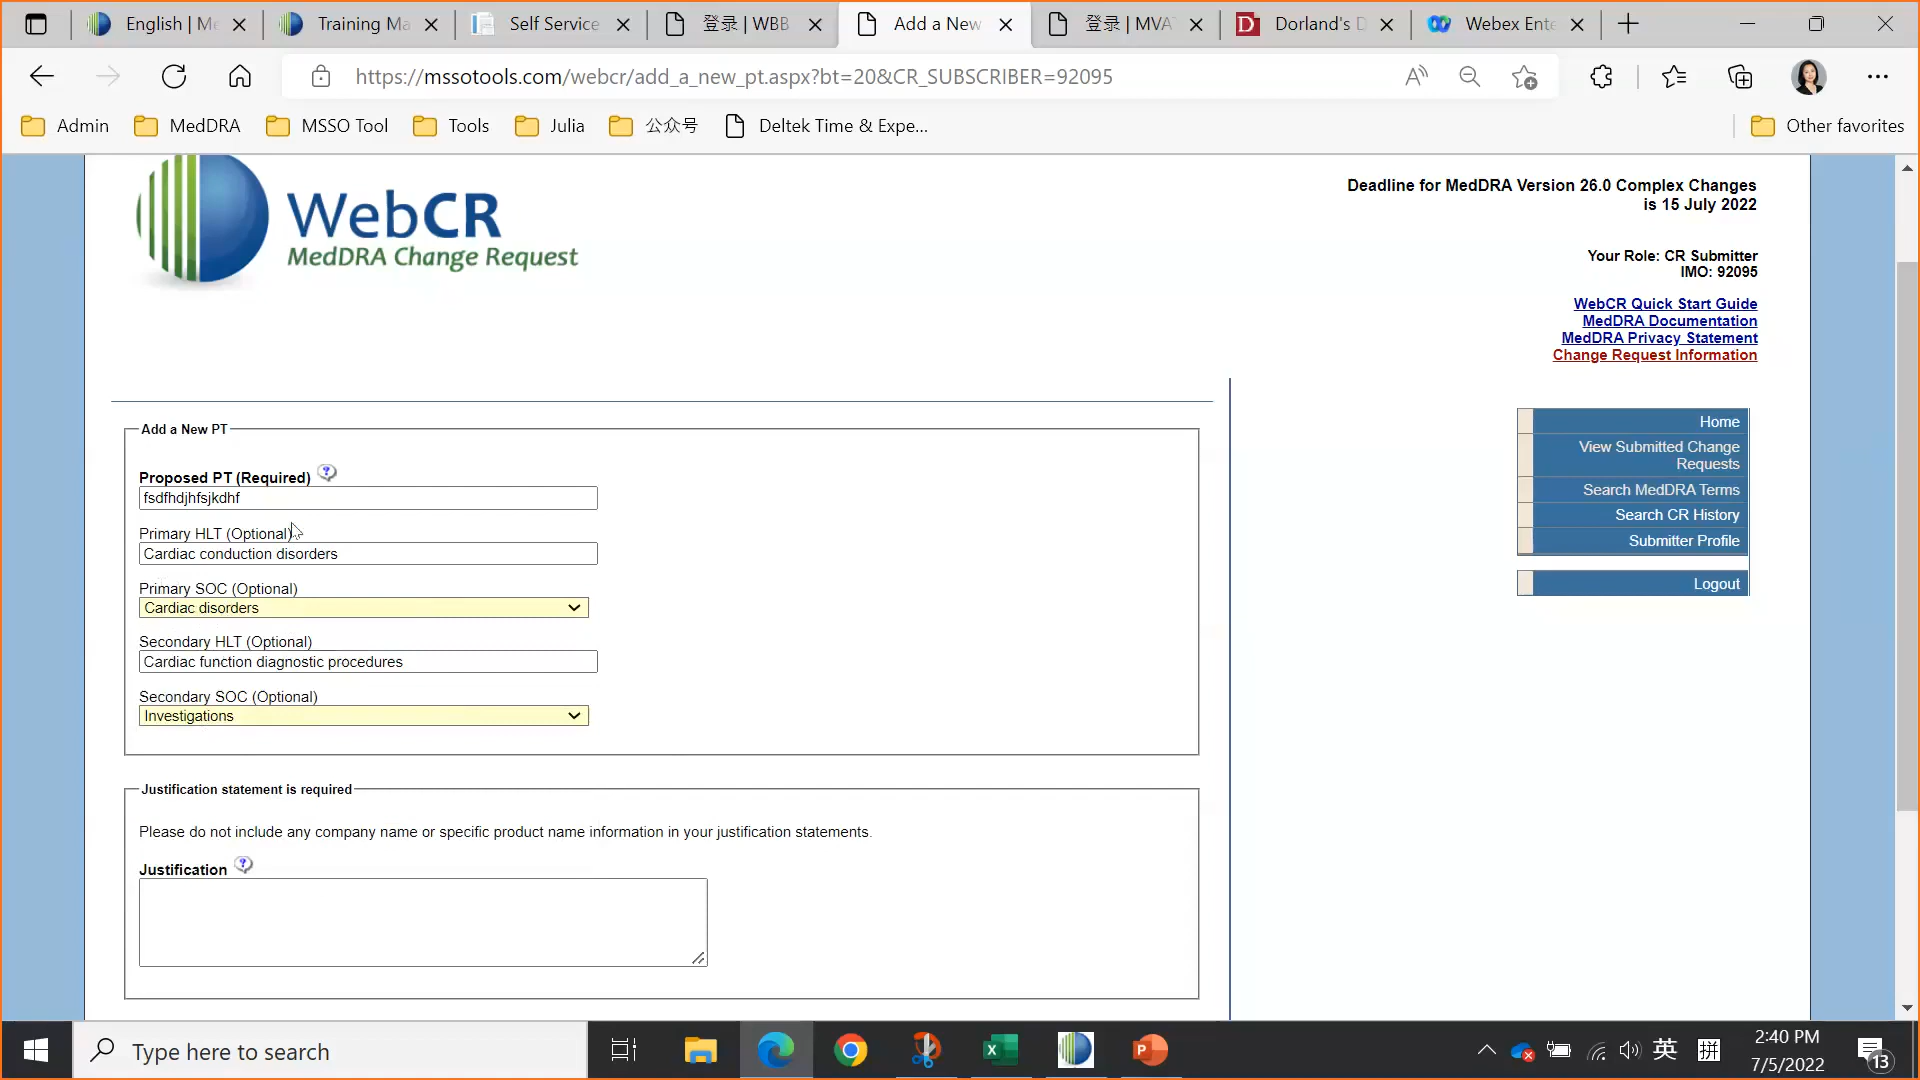 English | Me
Training Ma
Self Service
登录 | WBB
Add a New
登录 | MVAT
Dorland's D
Webex Ente
https://mssotools.com/webcr/add_a_new_pt.aspx?bt=20&CR_SUBSCRIBER=92095
Admin
MedDRA
MSSO Tool
Tools
Julia
公众号
Deltek Time & Expe...
Other favorites
WebCR
MedDRA Change Request
Deadline for MedDRA Version 26.0 Complex Changes
is 15 July 2022
Your Role: CR Submitter
IMO: 92095
WebCR Quick Start Guide
MedDRA Documentation
MedDRA Privacy Statement
Change Request Information
Add a New PT
Proposed PT (Required)
fsdfhdjhfsjkdhf
Primary HLT (Optional)
Cardiac conduction disorders
Primary SOC (Optional)
Cardiac disorders
Secondary HLT (Optional)
Cardiac function diagnostic procedures
Secondary SOC (Optional)
Investigations
Home
View Submitted Change
Requests
Search MedDRA Terms
Search CR History
Submitter Profile
Logout
Justification statement is required
Please do not include any company name or specific product name information in your justification statements.
Justification
Type here to search
英
拼
2:40 PM
7/5/2022
13